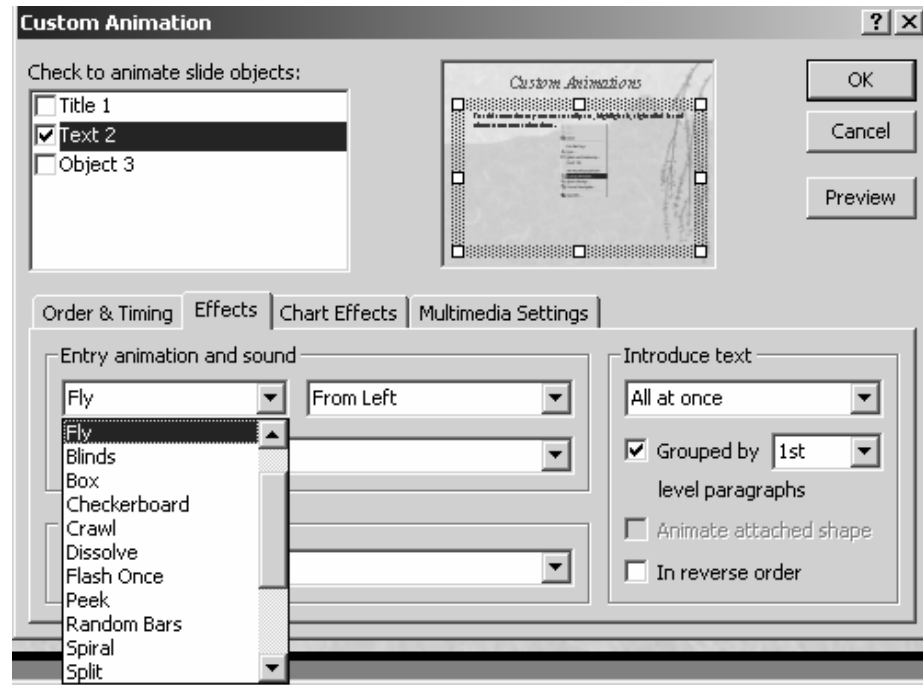 Custom Animation
Check to animate slide objects:
Title 1
Text 2
Object 3
Custom Animations
OK
Cancel
Preview
Order & Timing
Effects
Chart Effects
Multimedia Settings
Entry animation and sound
Fly
From Left
Fly
Blinds
Box
Checkerboard
Crawl
Dissolve
Flash Once
Peek
Random Bars
Spiral
Split
Introduce text
All at once
Grouped by 1st
level paragraphs
Animate attached shape
In reverse order